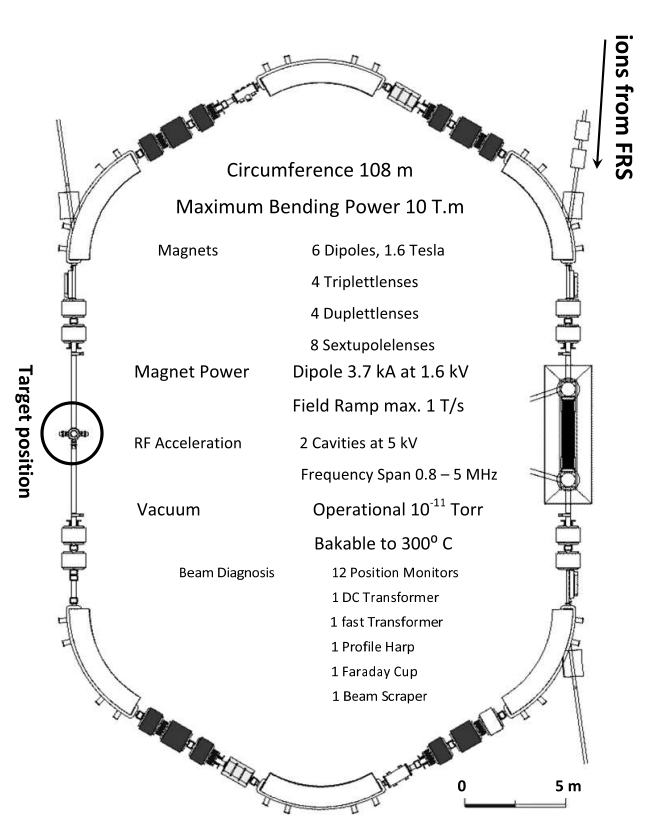 ions from FRS
Circumference 108 m
Maximum Bending Power 10 T.m
Magnets 6 Dipoles, 1.6 Tesla
4 Triplettlenses
4 Duplettlenses
8 Sextupolelenses
Magnet Power Dipole 3.7 kA at 1.6 kV
Field Ramp max. 1 T/s
Target position
RF Acceleration 2 Cavities at 5 kV
Frequency Span 0.8 – 5 MHz
Vacuum Operational 10⁻¹¹ Torr
Bakable to 300⁰ C
Beam Diagnosis 12 Position Monitors
1 DC Transformer
1 fast Transformer
1 Profile Harp
1 Faraday Cup
1 Beam Scraper
0 5 m